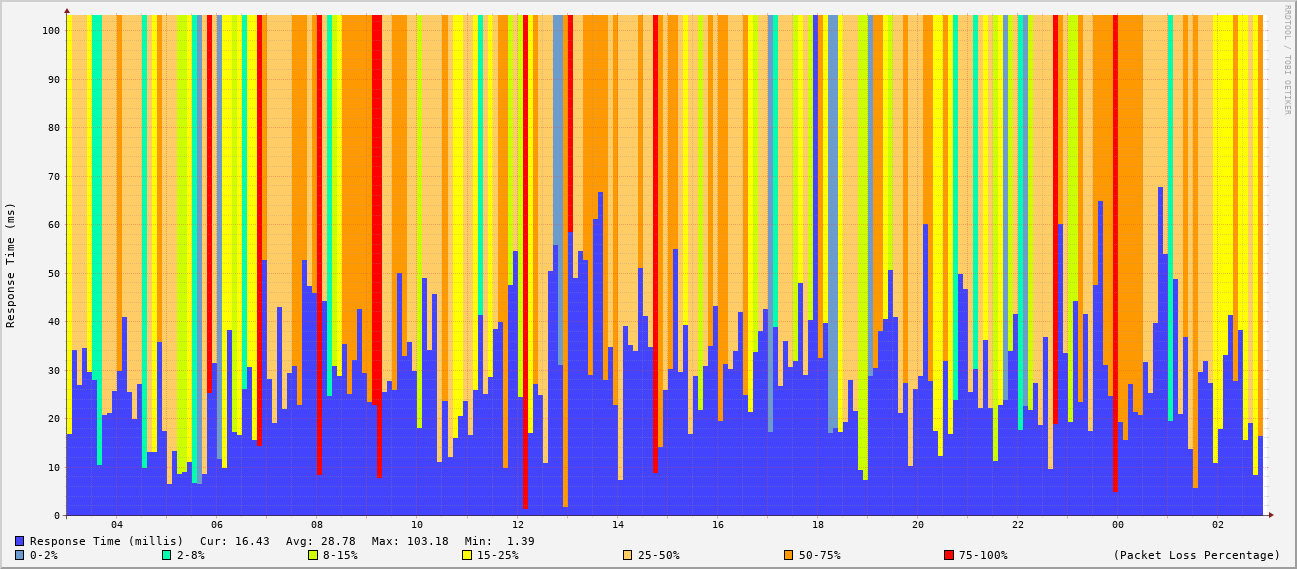 RRDTOOL / TOBI OETIKER
Response Time (ms)
100
90
80
70
60
50
40
30
20
10
0
04 06 08 10 12 14 16 18 20 22 00 02
Response Time (millis) Cur: 16.43 Avg: 28.78 Max: 103.18 Min: 1.39
0-2% 2-8% 8-15% 15-25% 25-50% 50-75% 75-100% (Packet Loss Percentage)